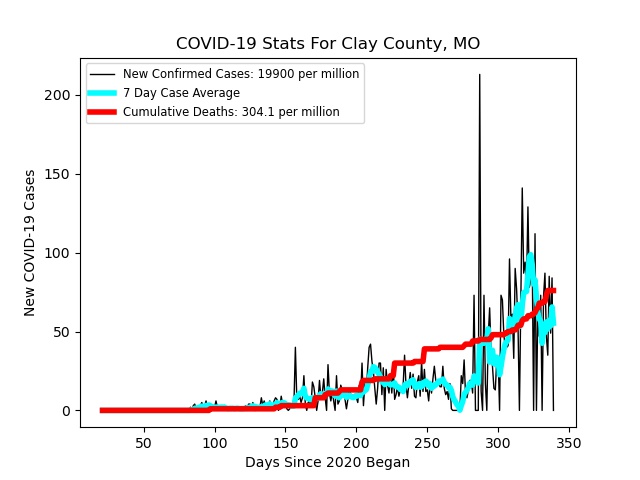 COVID-19 Stats For Clay County, MO
New Confirmed Cases: 19900 per million
7 Day Case Average
Cumulative Deaths: 304.1 per million
New COVID-19 Cases
200
150
100
50
0
50 100 150 200 250 300 350
Days Since 2020 Began